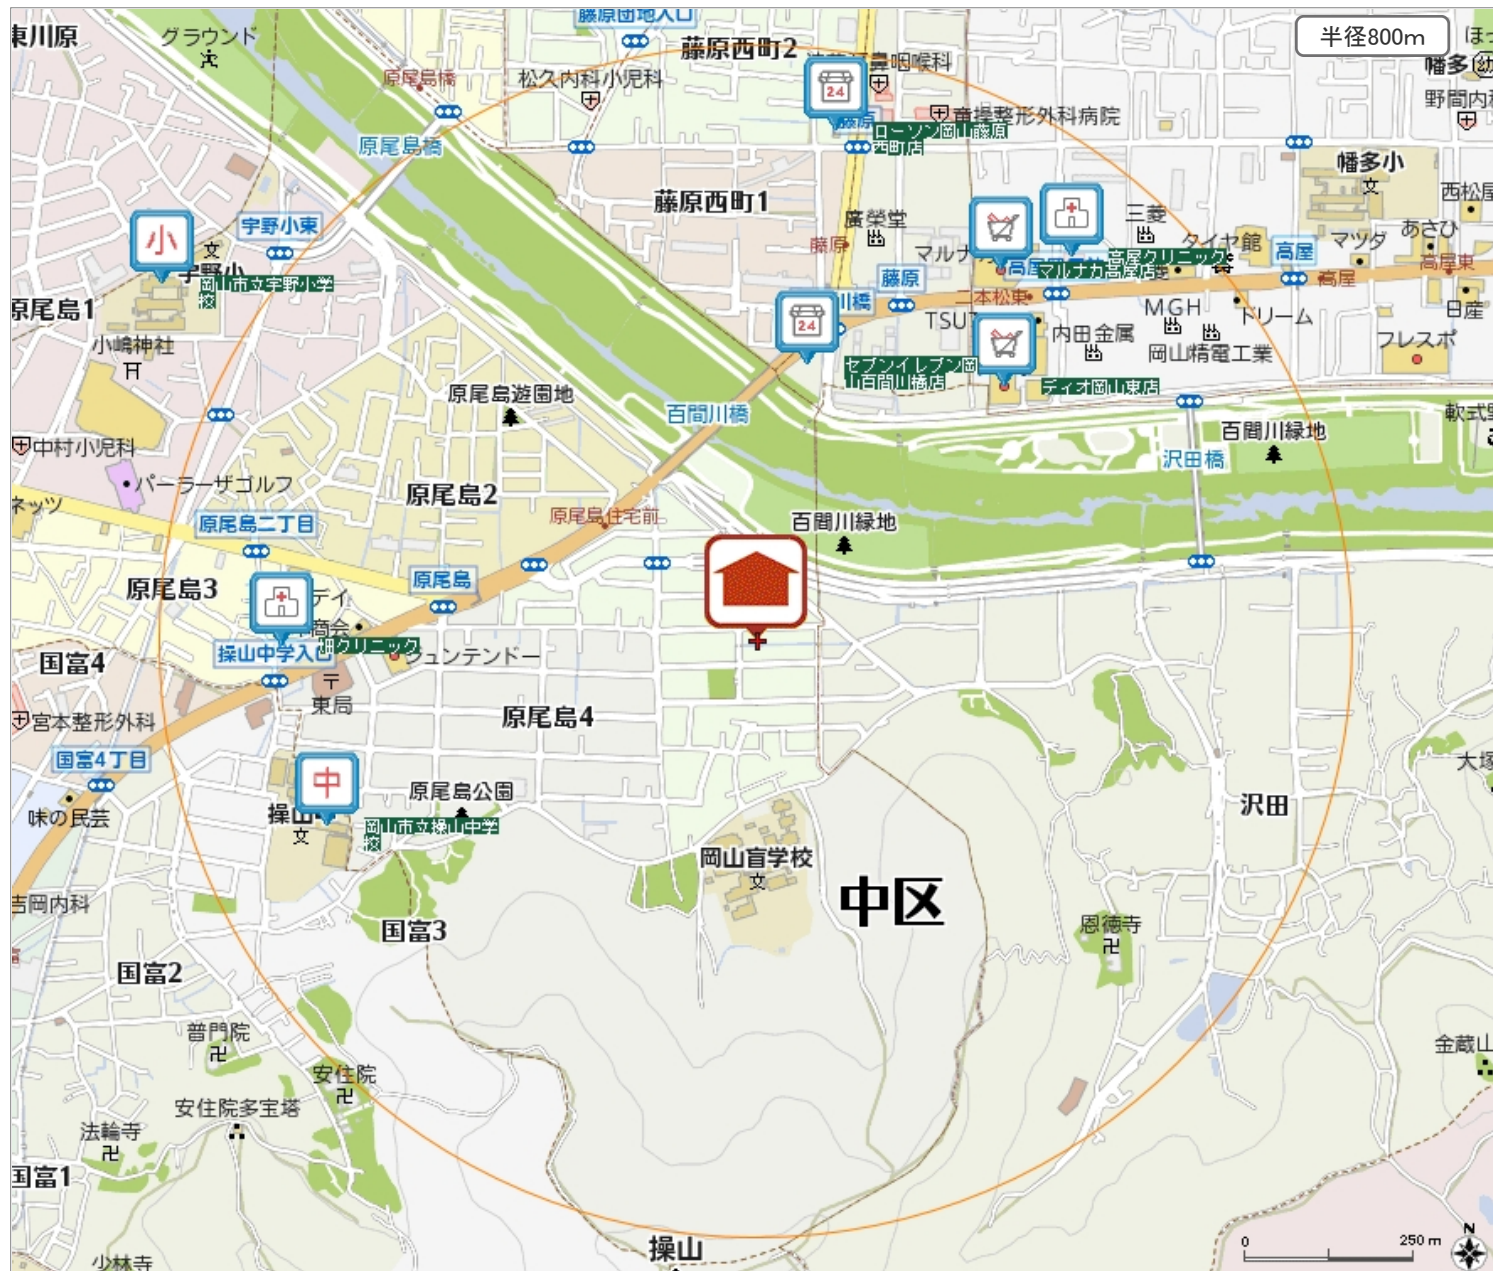 半径800m
東川原
グラウンド
藤原団地入口
藤原西町2
松久内科小児科
原尾島橋
竜操整形外科病院
幡多
野間内科
ローソン岡山藤原
西町店
原尾島橋
幡多小
西松屋
藤原西町1
宇野小東
廣榮堂
三菱
タイヤ館
マツダ
あさひ
藤原
高屋
高屋
高屋東
藤原
高屋クリニック
マルナカ高屋店
宇野小
岡山市立宇野小学
校
小
24
24
二本松東
MGH
ドリーム
日産
原尾島1
内田金属
岡山精電工業
フレスポ
小嶋神社
セブンイレブン岡
山百間川橋店
ディオ岡山東店
原尾島遊園地
百間川橋
百間川緑地
沢田橋
中村小児科
パーラーザゴルフ
原尾島2
原尾島住宅前
百間川緑地
原尾島二丁目
原尾島
原尾島3
畑クリニック
操山中学入口
ジュンテンドー
国富4
東局
宮本整形外科
原尾島4
国富4丁目
味の民芸
中
原尾島公園
岡山市立操山中学
校
沢田
岡山盲学校
中区
吉岡内科
国富3
恩徳寺
国富2
普門院
安住院
金蔵山
安住院多宝塔
法輪寺
国富1
操山
少林寺
0
250 m
N